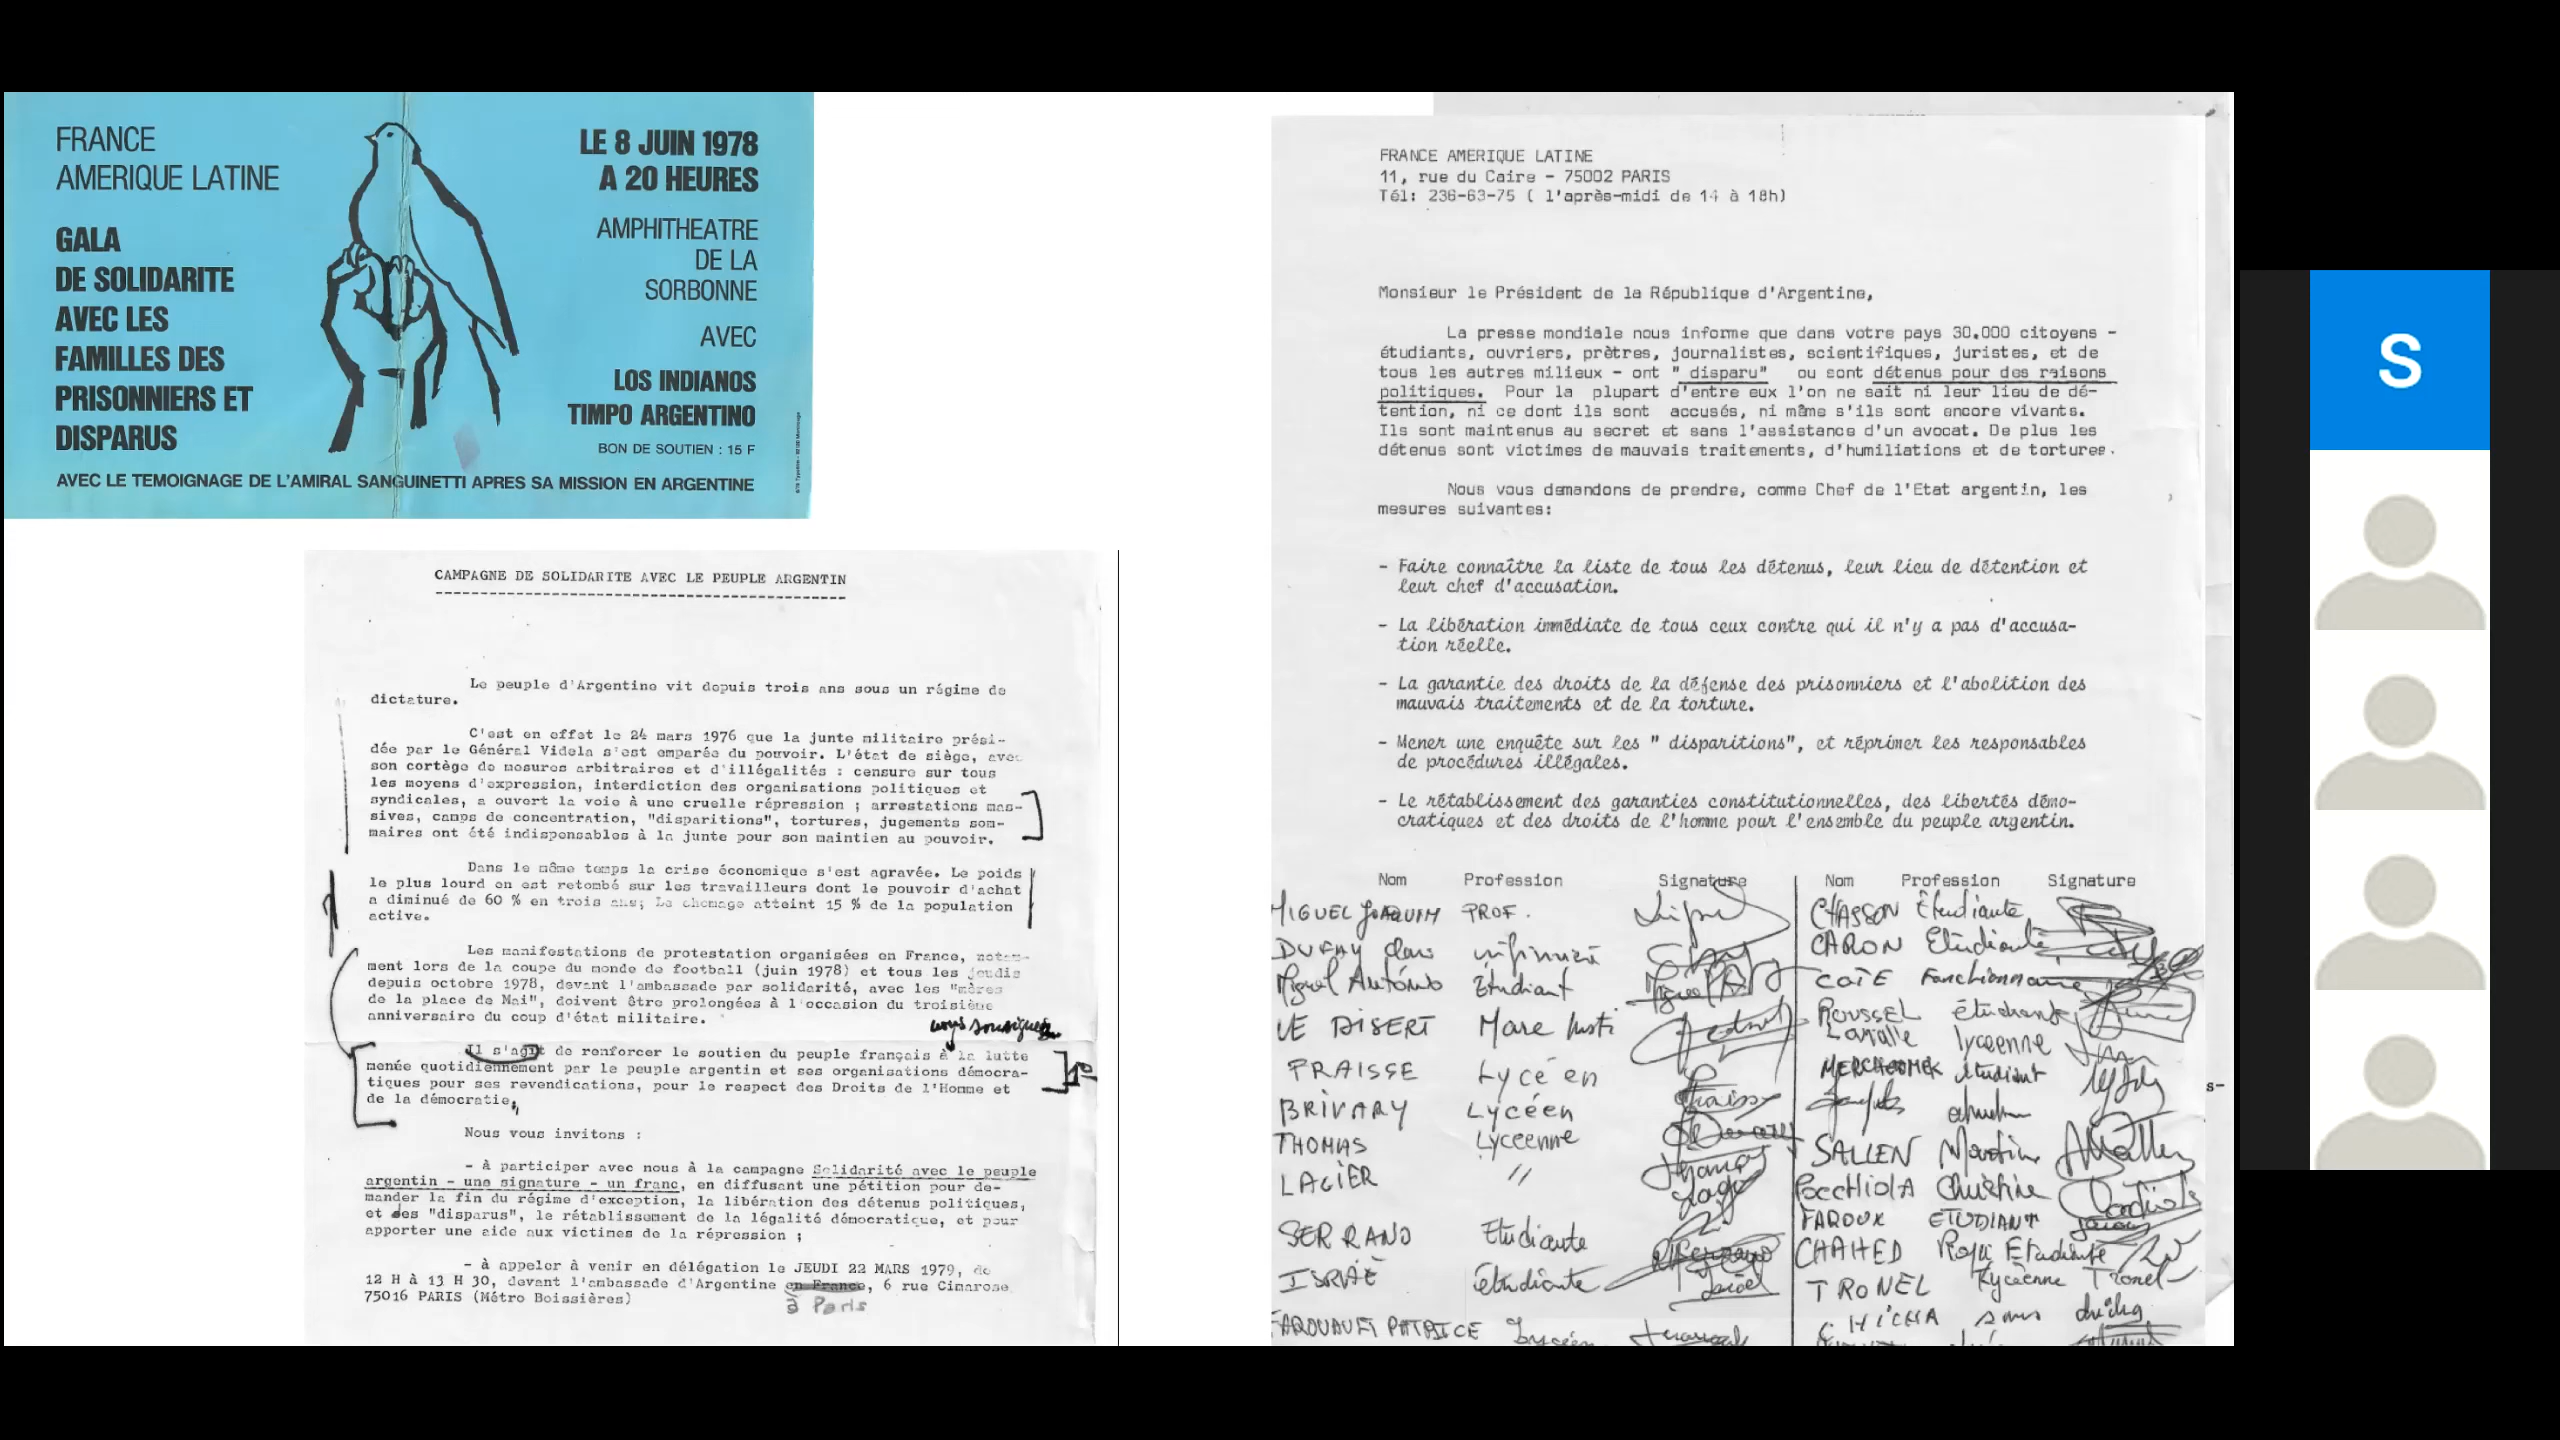 FRANCE
AMERIQUE LATINE
GALA
DE SOLIDARITE
AVEC LES
FAMILLES DES
PRISONNIERS ET
DISPARUS
LE 8 JUIN 1978
A 20 HEURES
AMPHITHEATRE
DE LA
SORBONNE
AVEC
LOS INDIANOS
TIMPO ARGENTINO
BON DE SOUTIEN : 15 F
AVEC LE TEMOIGNAGE DE L'AMIRAL SANGUINETTI APRES SA MISSION EN ARGENTINE
CAMPAGNE DE SOLIDARITE AVEC LE PEUPLE ARGENTIN
Le peuple d'Argentine vit depuis trois ans sous un régime de
dictature.
C'est en effet le 24 mars 1976 que la junte militaire prési-
dée par le Général Videla s'est emparée du pouvoir. L'état de siège, avec
son cortège de mesures arbitraires et d'illégalités : censure sur tous
les moyens d'expression, interdiction des organisations politiques et
syndicales, a ouvert la voie à une cruelle répression ; arrestations mas-
sives, camps de concentration, "disparitions", tortures, jugements som-
maires ont été indispensables à la junte pour son maintien au pouvoir.
Dans le même temps la crise économique s'est agravée. Le poids
le plus lourd en est retombé sur les travailleurs dont le pouvoir d'achat
a diminué de 60 % en trois ans; Le chomage atteint 15 % de la population
active.
Les manifestations de protestation organisées en France, notam-
ment lors de la coupe du monde de football (juin 1978) et tous les jeudis
depuis octobre 1978, devant l'ambassade par solidarité, avec les "mères
de la place de Mai", doivent être prolongées à l'occasion du troisième
anniversaire du coup d'état militaire.
Il s'agit de renforcer le soutien du peuple français à la lutte
menée quotidiennement par le peuple argentin et ses organisations démocra-
tiques pour ses revendications, pour le respect des Droits de l'Homme et
de la démocratie,
Nous vous invitons :
- à participer avec nous à la campagne Solidarité avec le peuple
argentin - une signature - un franc, en diffusant une pétition pour de-
mander la fin du régime d'exception, la libération des détenus politiques,
et des "disparus", le rétablissement de la légalité démocratique, et pour
apporter une aide aux victimes de la répression ;
- à appeler à venir en délégation le JEUDI 22 MARS 1979, de
12 H à 13 H 30, devant l'ambassade d'Argentine en France, 6 rue Cimarosa
à Paris
75016 PARIS (Métro Boissières)
FRANCE AMERIQUE LATINE
11, rue du Caire - 75002 PARIS
Tél: 236-63-75 ( l'après-midi de 14 à 18h)
Monsieur le Président de la République d'Argentine,
La presse mondiale nous informe que dans votre pays 30.000 citoyens -
étudiants, ouvriers, prètres, journalistes, scientifiques, juristes, et de
tous les autres milieux - ont " disparu" ou sont détenus pour des raisons
politiques. Pour la plupart d'entre eux l'on ne sait ni leur lieu de dé-
tention, ni ce dont ils sont accusés, ni même s'ils sont encore vivants.
Ils sont maintenus au secret et sans l'assistance d'un avocat. De plus les
détenus sont victimes de mauvais traitements, d'humiliations et de tortures.
Nous vous demandons de prendre, comme Chef de l'Etat argentin, les
mesures suivantes:
- Faire connaître la liste de tous les détenus, leur lieu de détention et
leur chef d'accusation.
- La libération immédiate de tous ceux contre qui il n'y a pas d'accusa-
tion réelle.
- La garantie des droits de la défense des prisonniers et l'abolition des
mauvais traitements et de la torture.
- Mener une enquête sur les " disparitions", et réprimer les responsables
de procédures illégales.
- Le rétablissement des garanties constitutionnelles, des libertés démo-
cratiques et des droits de l'homme pour l'ensemble du peuple argentin.
Nom Profession Signature
MIGUEL JOAQUIM PROF.
DUFAY
Miguel António Étudiant
LE DISERT
FRAISSE Lycéen
BRIVARY Lycéen
THOMAS Lycéenne
LAGIER //
SERRANO Etudiante
étudiante
PATRICE Lycéen
Nom Profession Signature
CHASSON Étudiante
CARON Etudiante
Fonctionnaire
ROUSSEL étudiante
lycéenne
étudiant
SALLEN Martine
POCCHIOLA Christine
FAROUX ETUDIANT
CHAHED Etudiante
TRONEL Lycéenne Tronel
HICHA sans
S
s-